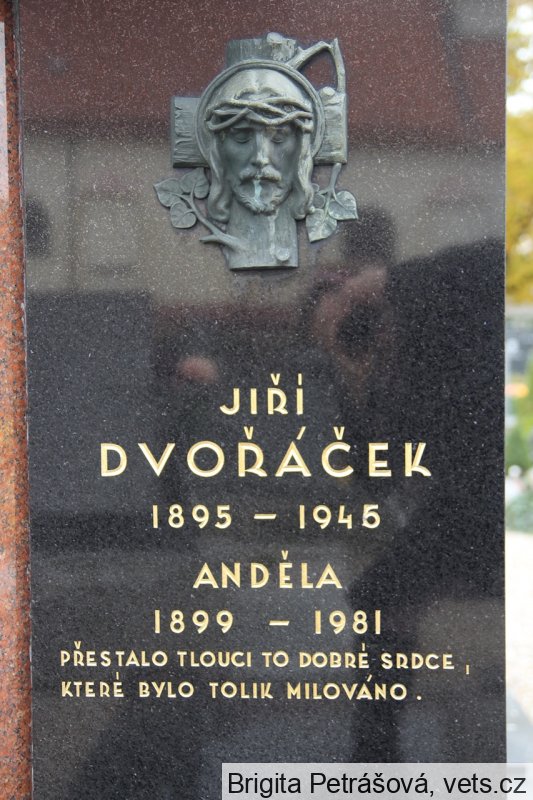 JIŘÍ
DVOŘÁČEK
1895 – 1945
ANDĚLA
1899 – 1981
PŘESTALO TLOUCI TO DOBRÉ SRDCE,
KTERÉ BYLO TOLIK MILOVÁNO.
Brigita Petrášová, vets.cz